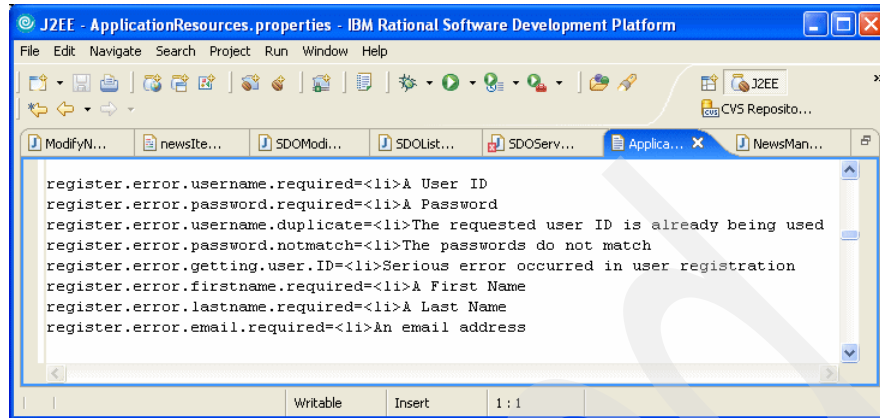 J2EE - ApplicationResources.properties - IBM Rational Software Development Platform
File Edit Navigate Search Project Run Window Help
J2EE
CVS Reposito...
ModifyN... newsIte... SDOModi... SDOList... SDOServ... Applica... NewsMan...
register.error.username.required=<li>A User ID
register.error.password.required=<li>A Password
register.error.username.duplicate=<li>The requested user ID is already being used
register.error.password.notmatch=<li>The passwords do not match
register.error.getting.user.ID=<li>Serious error occurred in user registration
register.error.firstname.required=<li>A First Name
register.error.lastname.required=<li>A Last Name
register.error.email.required=<li>An email address
Writable Insert 1 : 1